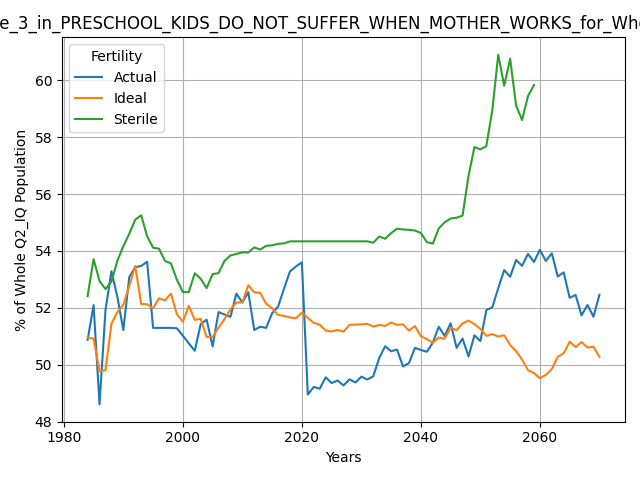 e_3_in_PRESCHOOL_KIDS_DO_NOT_SUFFER_WHEN_MOTHER_WORKS_for_Who
Fertility
Actual
Ideal
Sterile
% of Whole Q2_IQ Population
60
58
56
54
52
50
48
1980
2000
2020
2040
2060
Years